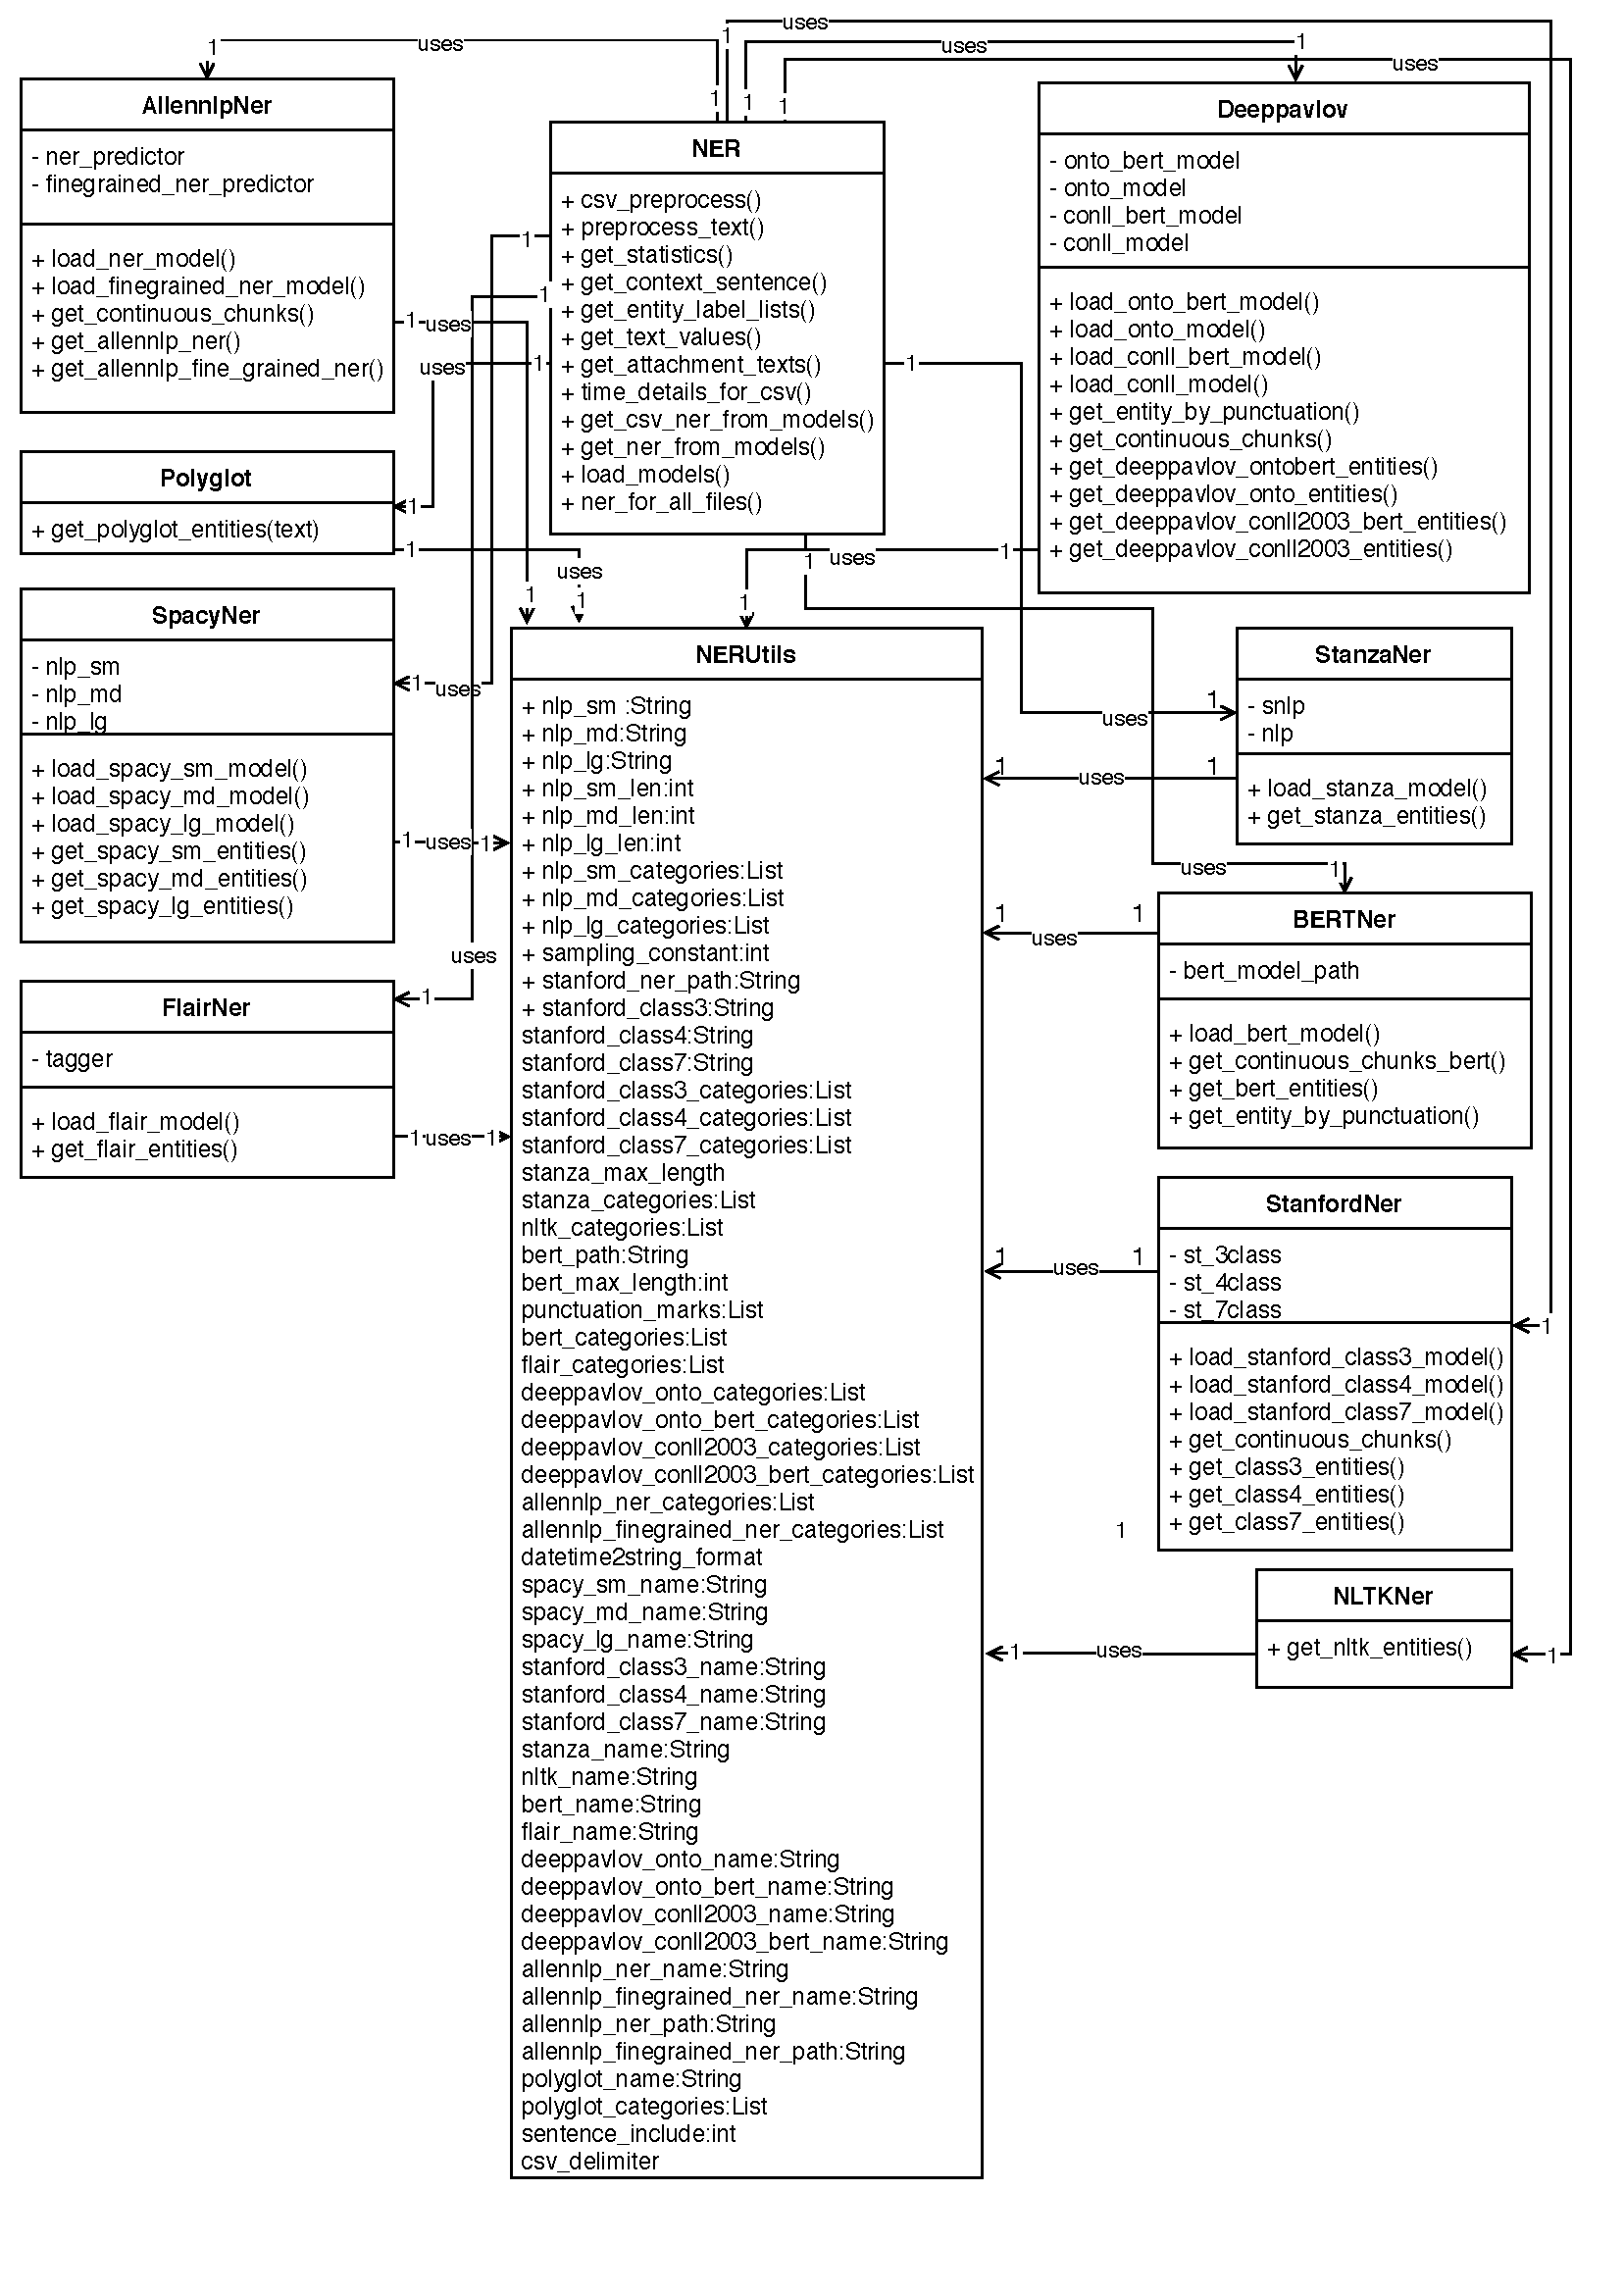 uses
1
uses
1
1
uses
1
uses
1
1
1
AllennlpNer
- ner_predictor
- finegrained_ner_predictor
+ load_ner_model()
+ load_finegrained_ner_model()
+ get_continuous_chunks()
+ get_allennlp_ner()
+ get_allennlp_fine_grained_ner()
NER
+ csv_preprocess()
+ preprocess_text()
+ get_statistics()
+ get_context_sentence()
+ get_entity_label_lists()
+ get_text_values()
+ get_attachment_texts()
+ time_details_for_csv()
+ get_csv_ner_from_models()
+ get_ner_from_models()
+ load_models()
+ ner_for_all_files()
Deeppavlov
- onto_bert_model
- onto_model
- conll_bert_model
- conll_model
+ load_onto_bert_model()
+ load_onto_model()
+ load_conll_bert_model()
+ load_conll_model()
+ get_entity_by_punctuation()
+ get_continuous_chunks()
+ get_deeppavlov_ontobert_entities()
+ get_deeppavlov_onto_entities()
+ get_deeppavlov_conll2003_bert_entities()
+ get_deeppavlov_conll2003_entities()
1
1
1 uses
uses 1
1
Polyglot
+ get_polyglot_entities(text)
1
1
uses
1
1
1
uses
1
1
SpacyNer
- nlp_sm
- nlp_md
- nlp_lg
+ load_spacy_sm_model()
+ load_spacy_md_model()
+ load_spacy_lg_model()
+ get_spacy_sm_entities()
+ get_spacy_md_entities()
+ get_spacy_lg_entities()
1 uses
1 uses 1
uses
1
FlairNer
- tagger
+ load_flair_model()
+ get_flair_entities()
1 uses 1
NERUtils
+ nlp_sm :String
+ nlp_md:String
+ nlp_lg:String
+ nlp_sm_len:int
+ nlp_md_len:int
+ nlp_lg_len:int
+ nlp_sm_categories:List
+ nlp_md_categories:List
+ nlp_lg_categories:List
+ sampling_constant:int
+ stanford_ner_path:String
+ stanford_class3:String
stanford_class4:String
stanford_class7:String
stanford_class3_categories:List
stanford_class4_categories:List
stanford_class7_categories:List
stanza_max_length
stanza_categories:List
nltk_categories:List
bert_path:String
bert_max_length:int
punctuation_marks:List
bert_categories:List
flair_categories:List
deeppavlov_onto_categories:List
deeppavlov_onto_bert_categories:List
deeppavlov_conll2003_categories:List
deeppavlov_conll2003_bert_categories:List
allennlp_ner_categories:List
allennlp_finegrained_ner_categories:List
datetime2string_format
spacy_sm_name:String
spacy_md_name:String
spacy_lg_name:String
stanford_class3_name:String
stanford_class4_name:String
stanford_class7_name:String
stanza_name:String
nltk_name:String
bert_name:String
flair_name:String
deeppavlov_onto_name:String
deeppavlov_onto_bert_name:String
deeppavlov_conll2003_name:String
deeppavlov_conll2003_bert_name:String
allennlp_ner_name:String
allennlp_finegrained_ner_name:String
allennlp_ner_path:String
allennlp_finegrained_ner_path:String
polyglot_name:String
polyglot_categories:List
sentence_include:int
csv_delimiter
1
uses
StanzaNer
- snlp
- nlp
+ load_stanza_model()
+ get_stanza_entities()
1 uses 1
uses 1
BERTNer
- bert_model_path
+ load_bert_model()
+ get_continuous_chunks_bert()
+ get_bert_entities()
+ get_entity_by_punctuation()
1 uses 1
StanfordNer
- st_3class
- st_4class
- st_7class
+ load_stanford_class3_model()
+ load_stanford_class4_model()
+ load_stanford_class7_model()
+ get_continuous_chunks()
+ get_class3_entities()
+ get_class4_entities()
+ get_class7_entities()
1 uses 1
1
1
NLTKNer
+ get_nltk_entities()
1 uses
1